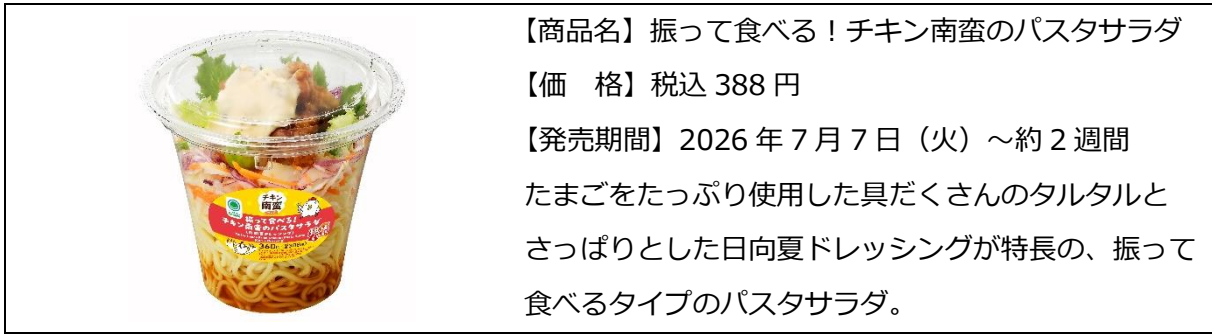 【商品名】振って食べる！チキン南蛮のパスタサラダ
【価　格】税込 388 円
【発売期間】2026 年 7 月 7 日（火）～約 2 週間
たまごをたっぷり使用した具だくさんのタルタルと
さっぱりとした日向夏ドレッシングが特長の、振って
食べるタイプのパスタサラダ。
チキン
南蛮
振って食べる！
チキン南蛮のパスタサラダ
360